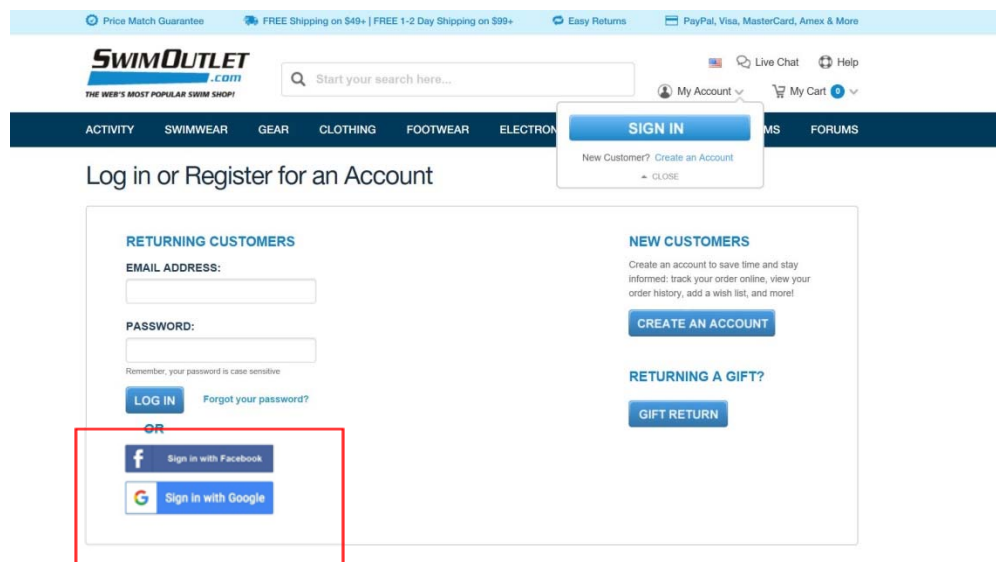 Price Match Guarantee FREE Shipping on $49+ | FREE 1-2 Day Shipping on $99+ Easy Returns PayPal, Visa, MasterCard, Amex & More
SWIMOUTLET
.com
THE WEB'S MOST POPULAR SWIM SHOP!
Start your search here...
Live Chat Help
My Account My Cart 0
ACTIVITY SWIMWEAR GEAR CLOTHING FOOTWEAR ELECTRON MS FORUMS
SIGN IN
New Customer? Create an Account
CLOSE
Log in or Register for an Account
RETURNING CUSTOMERS
EMAIL ADDRESS:
PASSWORD:
Remember, your password is case sensitive
LOG IN Forgot your password?
OR
f Sign in with Facebook
G Sign in with Google
NEW CUSTOMERS
Create an account to save time and stay
informed: track your order online, view your
order history, add a wish list, and more!
CREATE AN ACCOUNT
RETURNING A GIFT?
GIFT RETURN